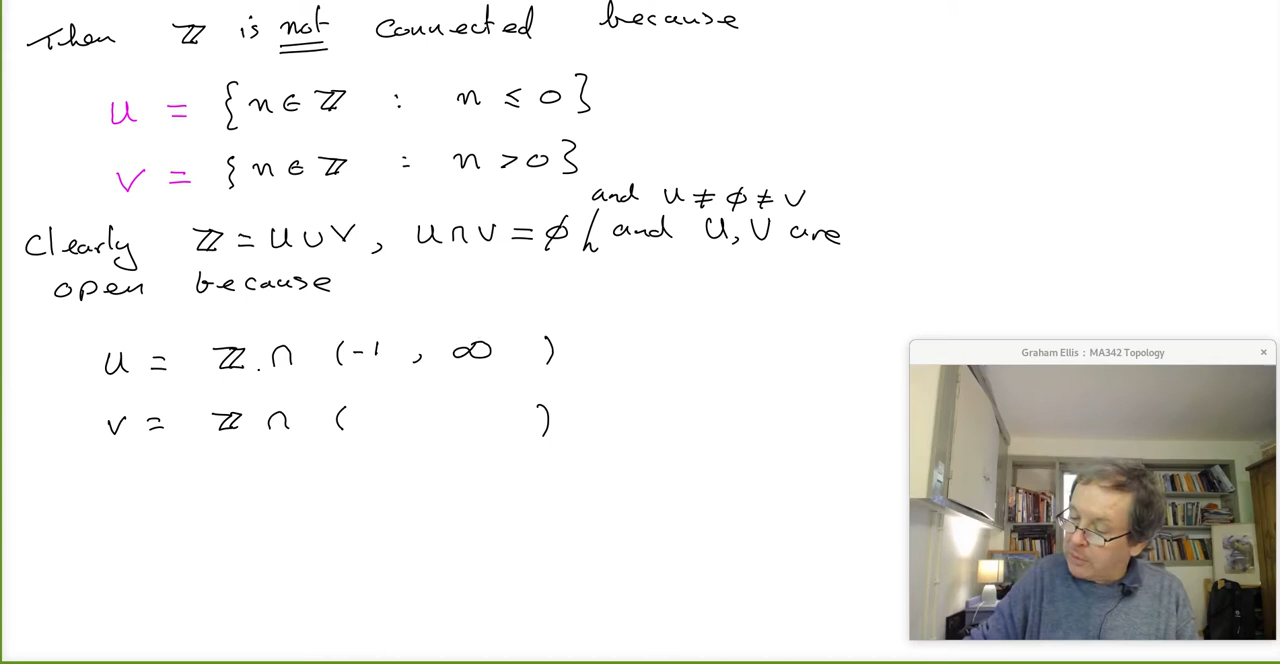 Then ℤ is not connected because
U = {n ∈ ℤ : n ≤ 0}
V = {n ∈ ℤ : n > 0}
and U ≠ ∅ ≠ V
Clearly ℤ = U ∪ V, U ∩ V = ∅ and U, V are
open because
U = ℤ ∩ (-1, ∞ )
V = ℤ ∩ ( )
Graham Ellis : MA342 Topology ×